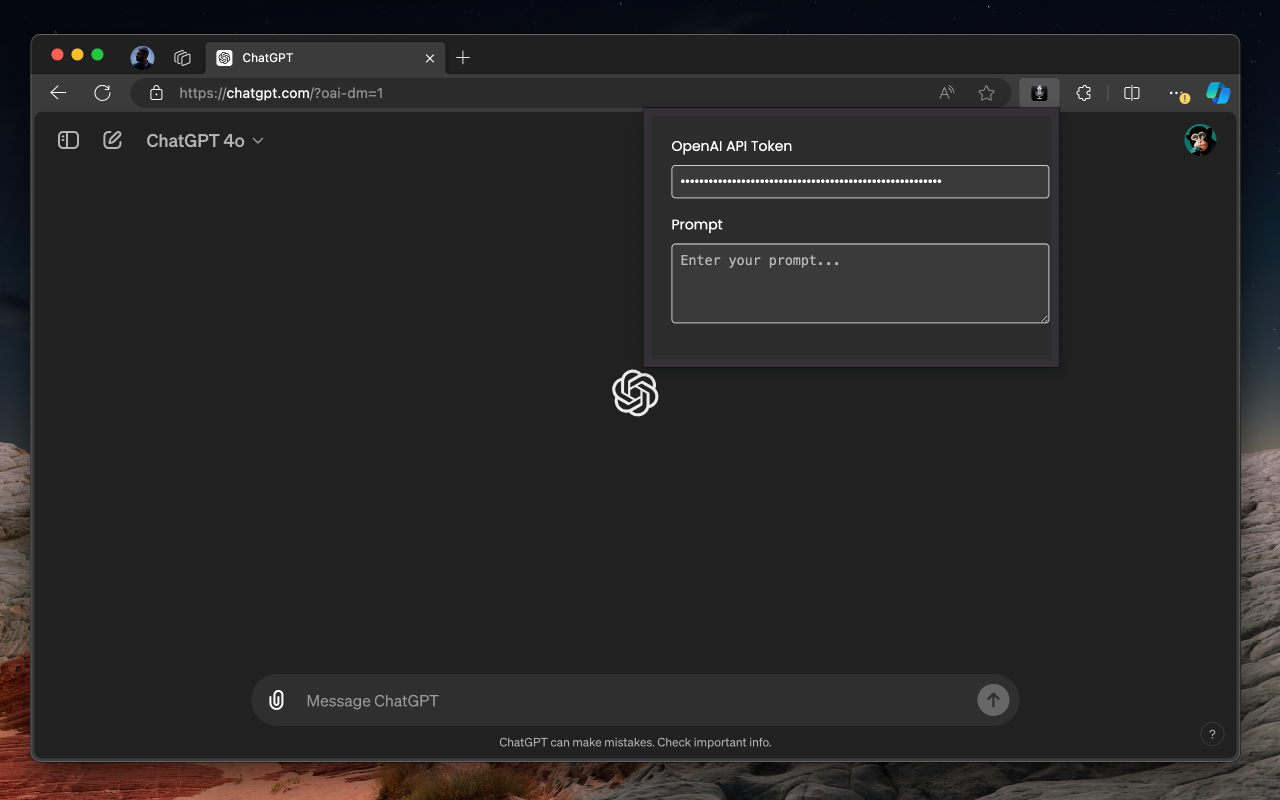 ChatGPT
https://chatgpt.com/?oai-dm=1
ChatGPT 4o
OpenAI API Token
••••••••••••••••••••••••••••••••••••••••••••••••••••••••
Prompt
Enter your prompt...
Message ChatGPT
ChatGPT can make mistakes. Check important info.
?